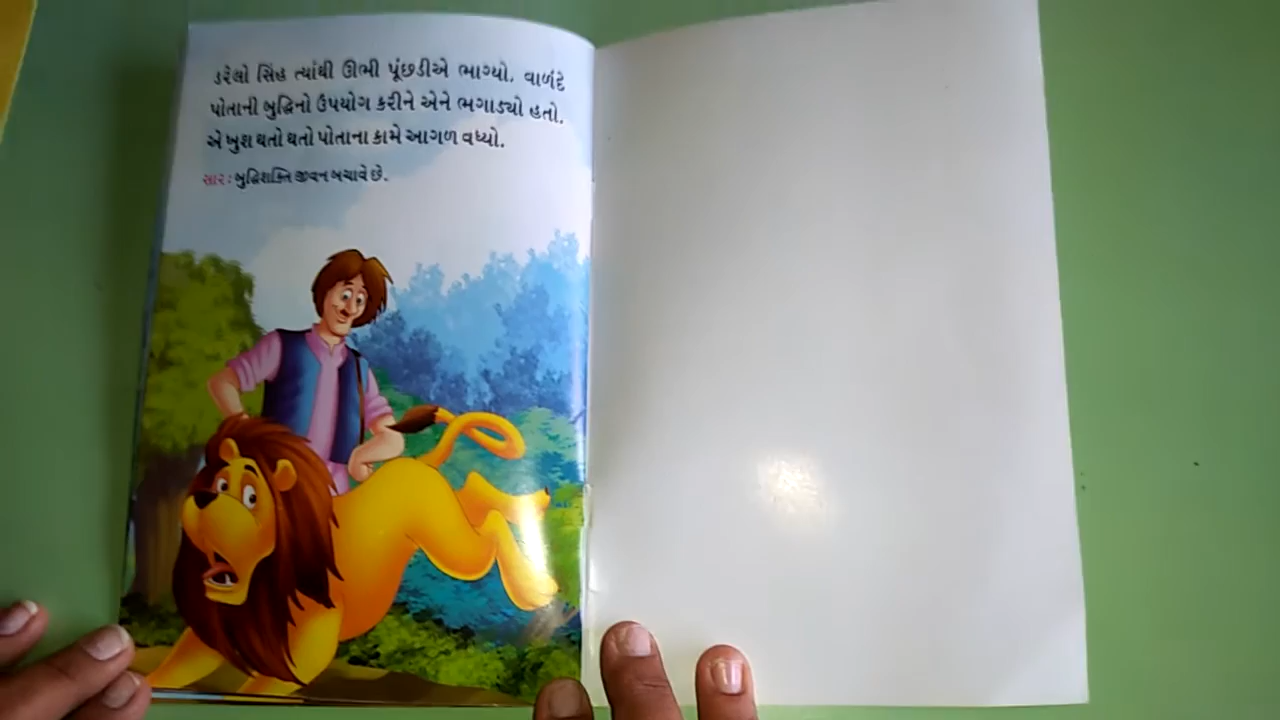 ડરેલો સિંહ ત્યાંથી ઊભી પૂંછડીએ ભાગ્યો. વાળંદે
પોતાની બુદ્ધિનો ઉપયોગ કરીને એને ભગાડ્યો હતો.
એ ખુશ થતો થતો પોતાના કામે આગળ વધ્યો.
સાર: બુદ્ધિશક્તિ જીવન બચાવે છે.